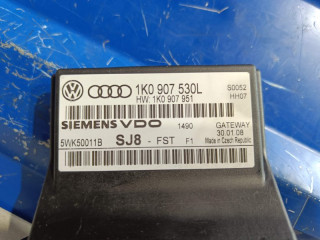 1K0 907 530L S0052
HW: 1K0 907 951 HH07
SIEMENS VDO 1490 GATEWAY
30.01.08
5WK50011B SJ8 - FST F1 Made in Czech Republic